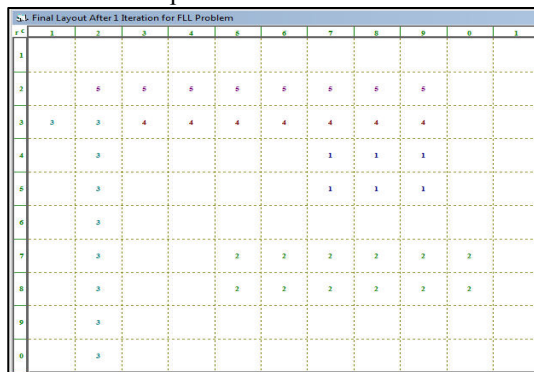 Final Layout After 1 Iteration for FLL Problem
r c 1 2 3 4 5 6 7 8 9 0 1
1
2 5 5 5 5 5 5 5 5
3 3 3 4 4 4 4 4 4 4
4 3 1 1 1
5 3 1 1 1
6 3
7 3 2 2 2 2 2 2
8 3 2 2 2 2 2 2
9 3
0 3